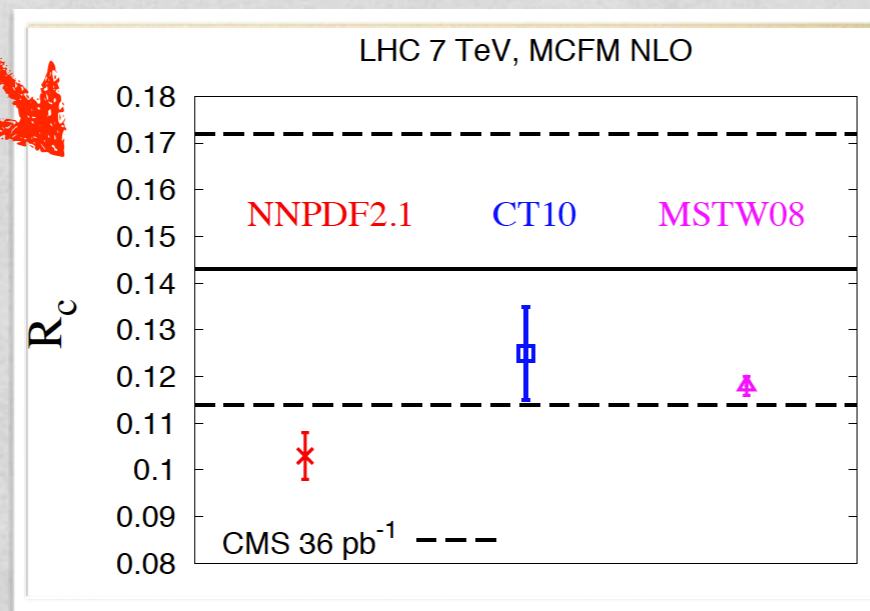 LHC 7 TeV, MCFM NLO
0.18
0.17
0.16
NNPDF2.1 CT10 MSTW08
0.15
0.14
R_c
0.13
0.12
0.11
0.1
0.09
CMS 36 pb^-1
0.08